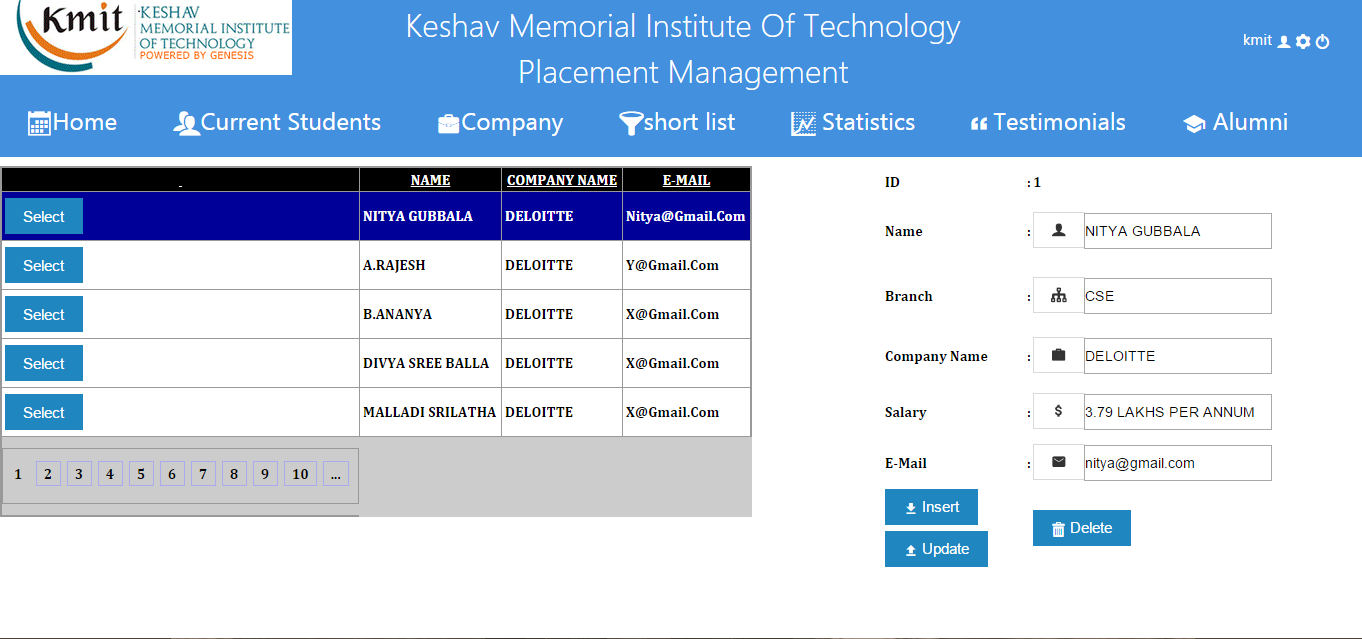 Kmit
KESHAV
MEMORIAL INSTITUTE
OF TECHNOLOGY
POWERED BY GENESIS
Keshav Memorial Institute Of Technology
Placement Management
kmit
Home Current Students Company short list Statistics Testimonials Alumni
NAME COMPANY NAME E-MAIL
Select NITYA GUBBALA DELOITTE Nitya@Gmail.Com
Select A.RAJESH DELOITTE Y@Gmail.Com
Select B.ANANYA DELOITTE X@Gmail.Com
Select DIVYA SREE BALLA DELOITTE X@Gmail.Com
Select MALLADI SRILATHA DELOITTE X@Gmail.Com
1 2 3 4 5 6 7 8 9 10 ...
ID : 1
Name : NITYA GUBBALA
Branch : CSE
Company Name : DELOITTE
Salary : $ 3.79 LAKHS PER ANNUM
E-Mail : nitya@gmail.com
Insert
Delete
Update